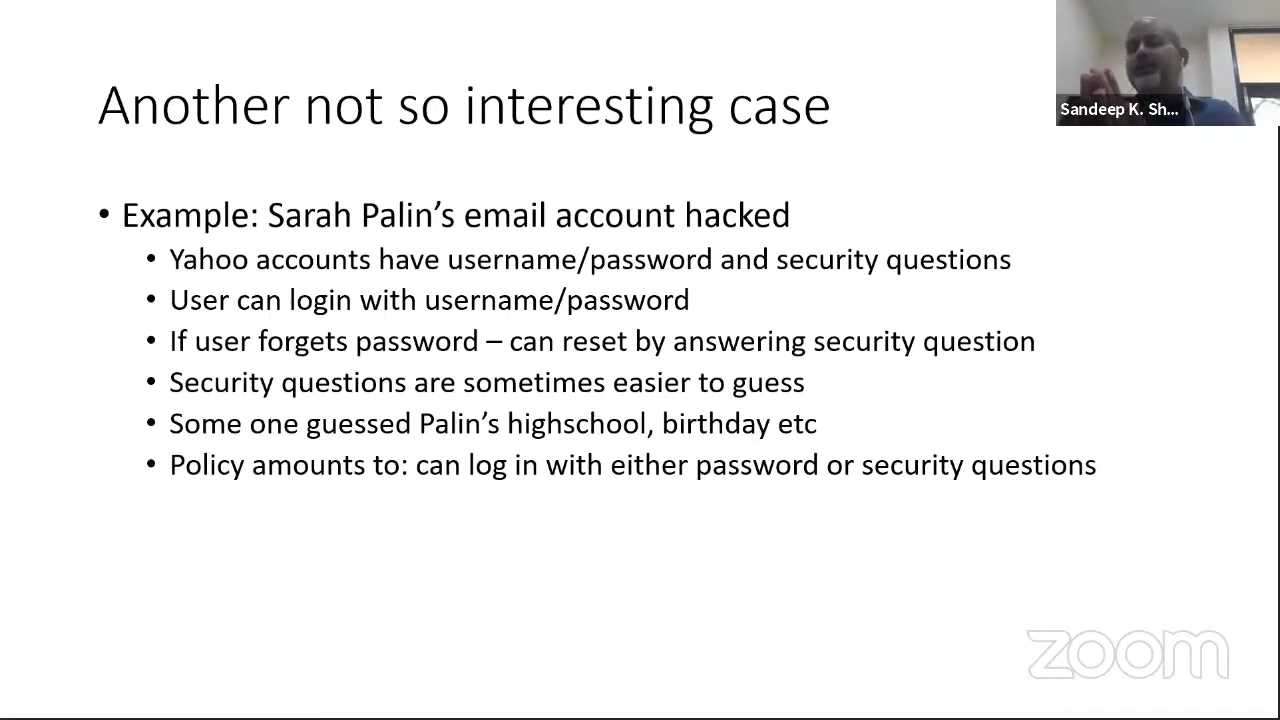 Another not so interesting case
Sandeep K. Sh...
• Example: Sarah Palin’s email account hacked
• Yahoo accounts have username/password and security questions
• User can login with username/password
• If user forgets password – can reset by answering security question
• Security questions are sometimes easier to guess
• Some one guessed Palin’s highschool, birthday etc
• Policy amounts to: can log in with either password or security questions
zoom